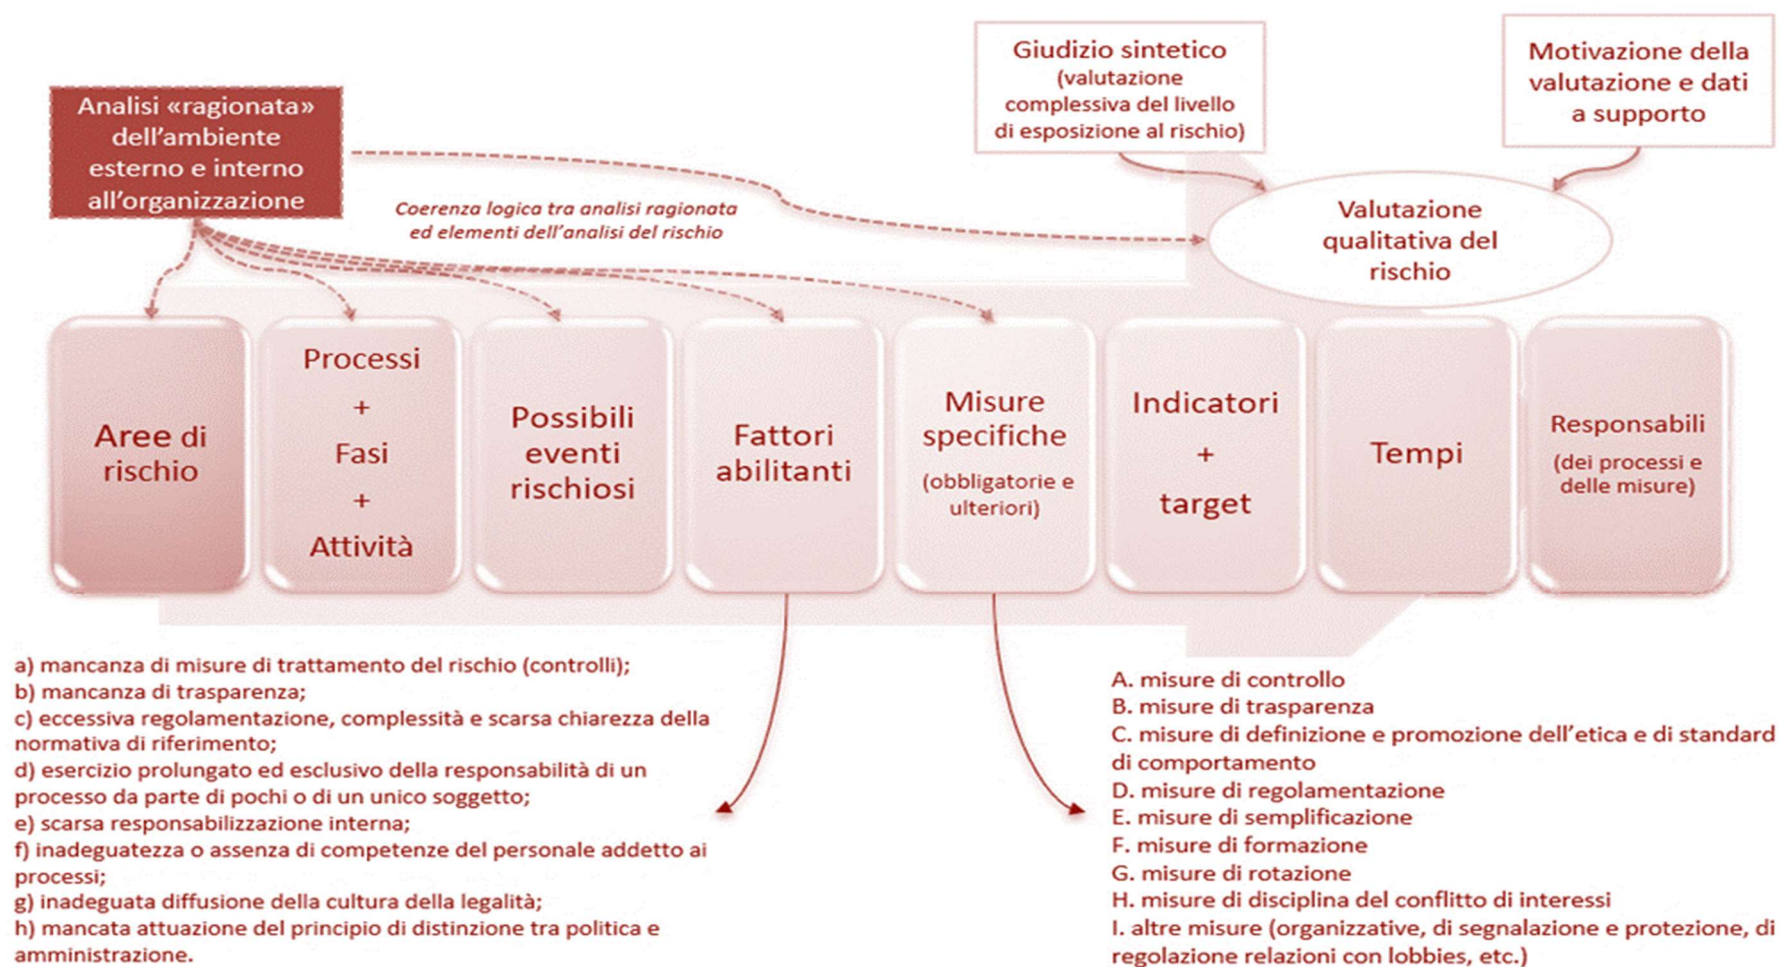 Giudizio sintetico
(valutazione
complessiva del livello
di esposizione al rischio)
Motivazione della
valutazione e dati
a supporto
Analisi «ragionata»
dell'ambiente
esterno e interno
all'organizzazione
Coerenza logica tra analisi ragionata
ed elementi dell'analisi del rischio
Valutazione
qualitativa del
rischio
Aree di
rischio
Processi
+
Fasi
+
Attività
Possibili
eventi
rischiosi
Fattori
abilitanti
Misure
specifiche
(obbligatorie e
ulteriori)
Indicatori
+
target
Tempi
Responsabili
(dei processi e
delle misure)
a) mancanza di misure di trattamento del rischio (controlli);
b) mancanza di trasparenza;
c) eccessiva regolamentazione, complessità e scarsa chiarezza della
normativa di riferimento;
d) esercizio prolungato ed esclusivo della responsabilità di un
processo da parte di pochi o di un unico soggetto;
e) scarsa responsabilizzazione interna;
f) inadeguatezza o assenza di competenze del personale addetto ai
processi;
g) inadeguata diffusione della cultura della legalità;
h) mancata attuazione del principio di distinzione tra politica e
amministrazione.
A. misure di controllo
B. misure di trasparenza
C. misure di definizione e promozione dell'etica e di standard
di comportamento
D. misure di regolamentazione
E. misure di semplificazione
F. misure di formazione
G. misure di rotazione
H. misure di disciplina del conflitto di interessi
I. altre misure (organizzative, di segnalazione e protezione, di
regolazione relazioni con lobbies, etc.)